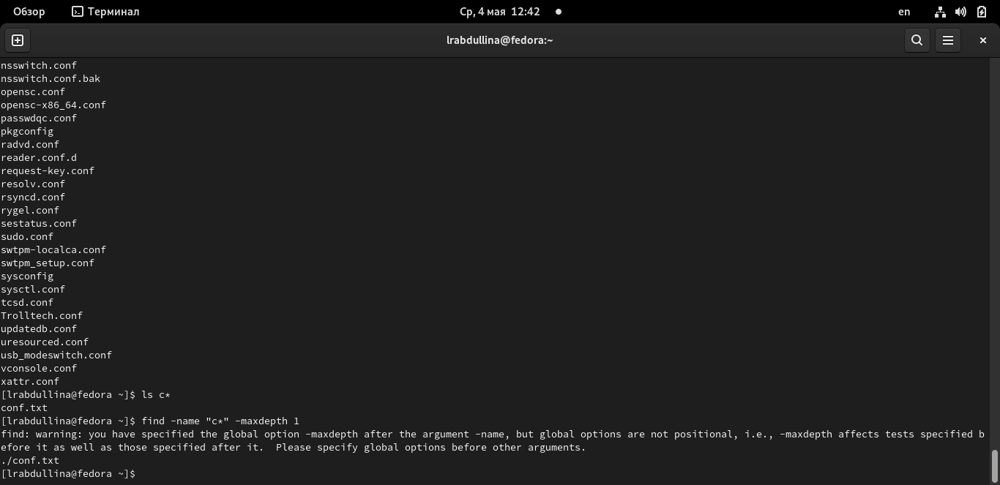 Обзор Терминал Ср, 4 мая 12:42 en
lrabdullina@fedora:~
nsswitch.conf
nsswitch.conf.bak
opensc.conf
opensc-x86_64.conf
passwdqc.conf
pkgconfig
radvd.conf
reader.conf.d
request-key.conf
resolv.conf
rsyncd.conf
rygel.conf
sestatus.conf
sudo.conf
swtpm-localca.conf
swtpm_setup.conf
sysconfig
sysctl.conf
tcsd.conf
Trolltech.conf
updatedb.conf
uresourced.conf
usb_modeswitch.conf
vconsole.conf
xattr.conf
[lrabdullina@fedora ~]$ ls c*
conf.txt
[lrabdullina@fedora ~]$ find -name "c*" -maxdepth 1
find: warning: you have specified the global option -maxdepth after the argument -name, but global options are not positional, i.e., -maxdepth affects tests specified b
efore it as well as those specified after it.  Please specify global options before other arguments.
./conf.txt
[lrabdullina@fedora ~]$